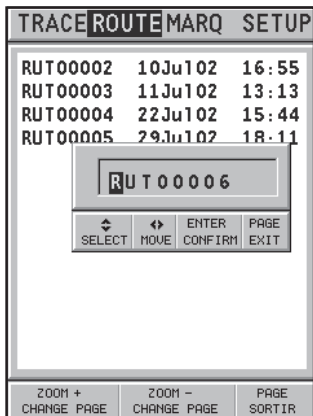 TRACE ROUTE MARQ SETUP
RUT00002 10Jul02 16:55
RUT00003 11Jul02 13:13
RUT00004 22Jul02 15:44
RUT00005 29Jul02 18:11
RUT00006
SELECT MOVE ENTER CONFIRM PAGE EXIT
ZOOM + CHANGE PAGE ZOOM - CHANGE PAGE PAGE SORTIR